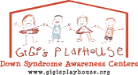 GiGi's PLAYHOUSE
Down Syndrome Awareness Centers
www.gigisplayhouse.org